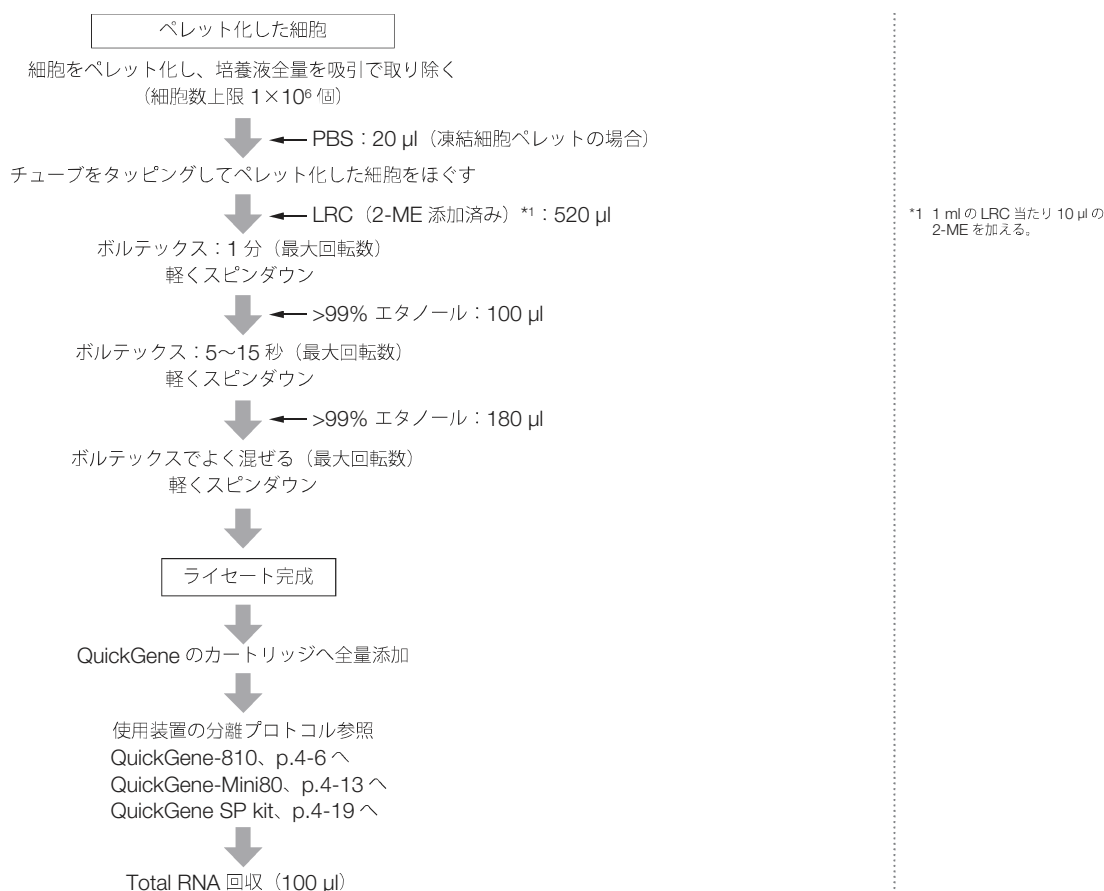 ペレット化した細胞
細胞をペレット化し、培養液全量を吸引で取り除く
（細胞数上限 1×10⁶ 個）
PBS：20 µl（凍結細胞ペレットの場合）
チューブをタッピングしてペレット化した細胞をほぐす
LRC（2-ME 添加済み）*1：520 µl
*1 1 ml の LRC 当たり 10 µl の
2-ME を加える。
ボルテックス：1 分（最大回転数）
軽くスピンダウン
>99% エタノール：100 µl
ボルテックス：5～15 秒（最大回転数）
軽くスピンダウン
>99% エタノール：180 µl
ボルテックスでよく混ぜる（最大回転数）
軽くスピンダウン
ライセート完成
QuickGene のカートリッジへ全量添加
使用装置の分離プロトコル参照
QuickGene-810、p.4-6 へ
QuickGene-Mini80、p.4-13 へ
QuickGene SP kit、p.4-19 へ
Total RNA 回収（100 µl）